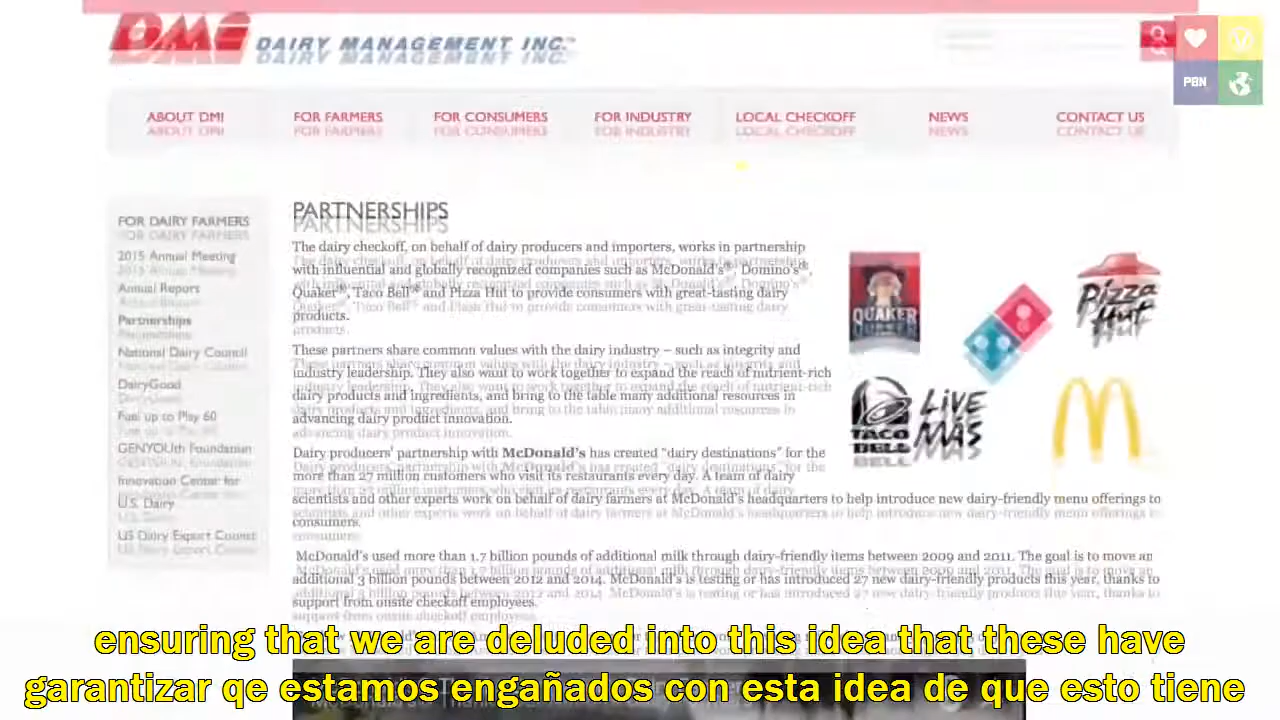 DMI DAIRY MANAGEMENT INC.™
PBN
ABOUT DMI FOR FARMERS FOR CONSUMERS FOR INDUSTRY LOCAL CHECKOFF NEWS CONTACT US
FOR DAIRY FARMERS
2015 Annual Meeting
Annual Reports
Partnerships
National Dairy Council
DairyGood
Fuel up to Play 60
GENYOUth Foundation
Innovation Center for
U.S. Dairy
US Dairy Export Council
PARTNERSHIPS
The dairy checkoff, on behalf of dairy producers and importers, works in partnership
with influential and globally recognized companies such as McDonald's®, Domino's®,
Quaker®, Taco Bell® and Pizza Hut to provide consumers with great-tasting dairy
products.
These partners share common values with the dairy industry – such as integrity and
industry leadership. They also want to work together to expand the reach of nutrient-rich
dairy products and ingredients, and bring to the table many additional resources in
advancing dairy product innovation.
Dairy producers' partnership with McDonald's has created "dairy destinations" for the
more than 27 million customers who visit its restaurants every day. A team of dairy
scientists and other experts work on behalf of dairy farmers at McDonald's headquarters to help introduce new dairy-friendly menu offerings to
consumers.
McDonald's used more than 1.7 billion pounds of additional milk through dairy-friendly items between 2009 and 2011. The goal is to move an
additional 3 billion pounds between 2012 and 2014. McDonald's is testing or has introduced 27 new dairy-friendly products this year, thanks to
support from onsite checkoff employees.
QUAKER
Pizza
Hut
TACO
BELL
LIVE
MÁS
ensuring that we are deluded into this idea that these have
garantizar qe estamos engañados con esta idea de que esto tiene